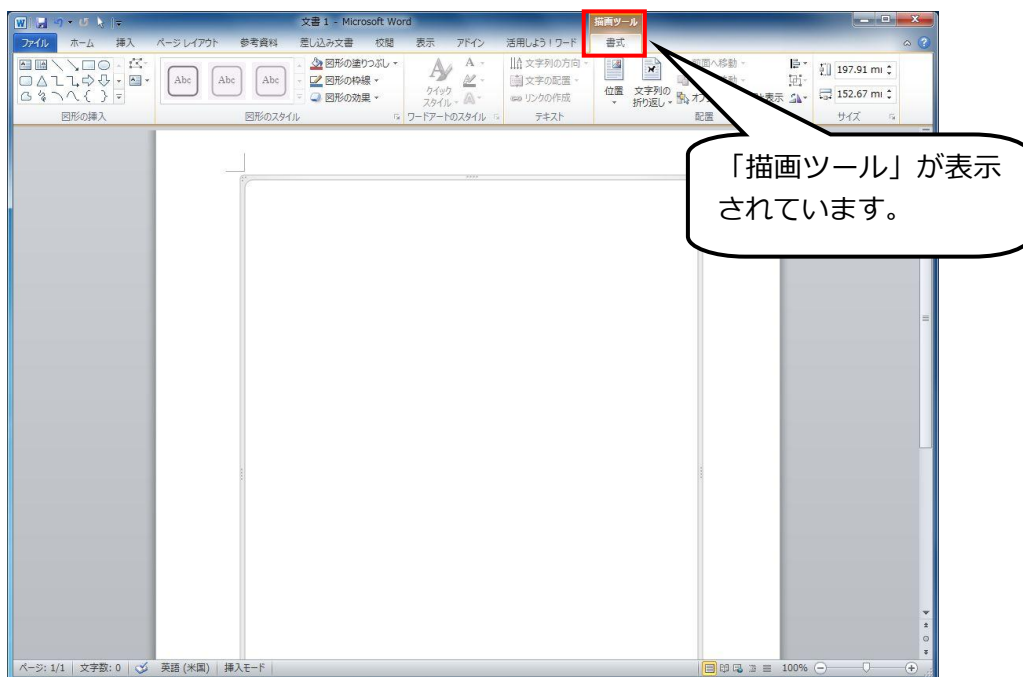 文書 1 - Microsoft Word
描画ツール
ファイル ホーム 挿入 ページ レイアウト 参考資料 差し込み文書 校閲 表示 アドイン 活用しよう!ワード 書式
Abc Abc Abc
図形の塗りつぶし
図形の枠線
図形の効果
クイック
スタイル
文字列の方向
文字の配置
リンクの作成
位置
文字列の
折り返し
197.91 mi
152.67 mi
図形の挿入 図形のスタイル ワードアートのスタイル テキスト 配置 サイズ
「描画ツール」が表示
されています。
ページ: 1/1 文字数: 0 英語 (米国) 挿入モード 100%